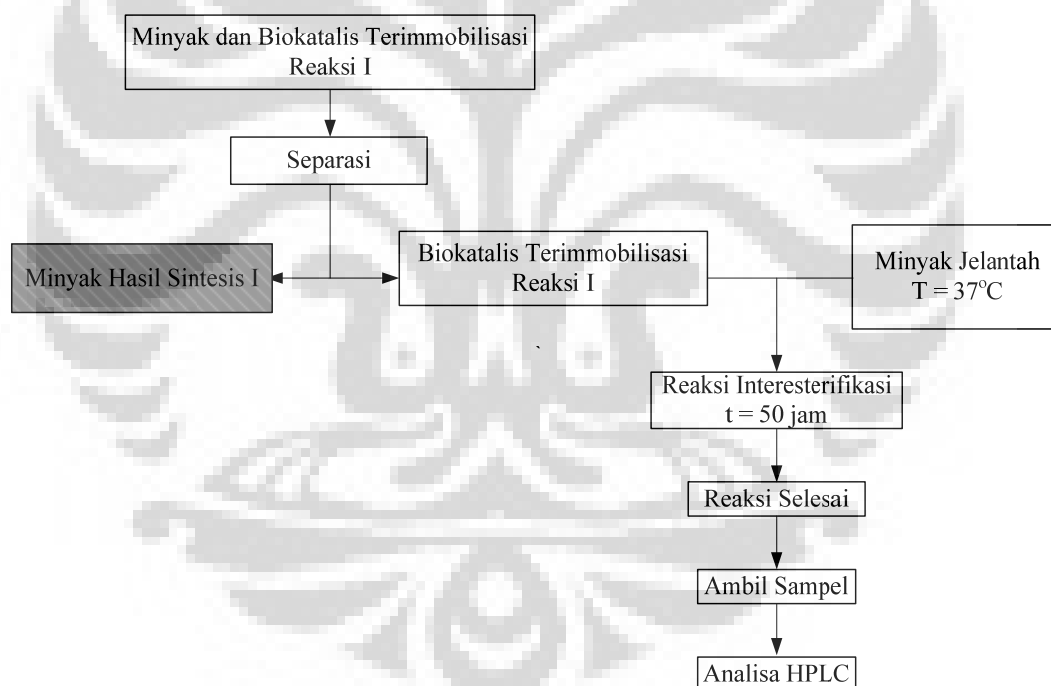 Minyak dan Biokatalis Terimmobilisasi
Reaksi I
Separasi
Minyak Hasil Sintesis I
Biokatalis Terimmobilisasi
Reaksi I
Minyak Jelantah
T = 37°C
Reaksi Interesterifikasi
t = 50 jam
Reaksi Selesai
Ambil Sampel
Analisa HPLC